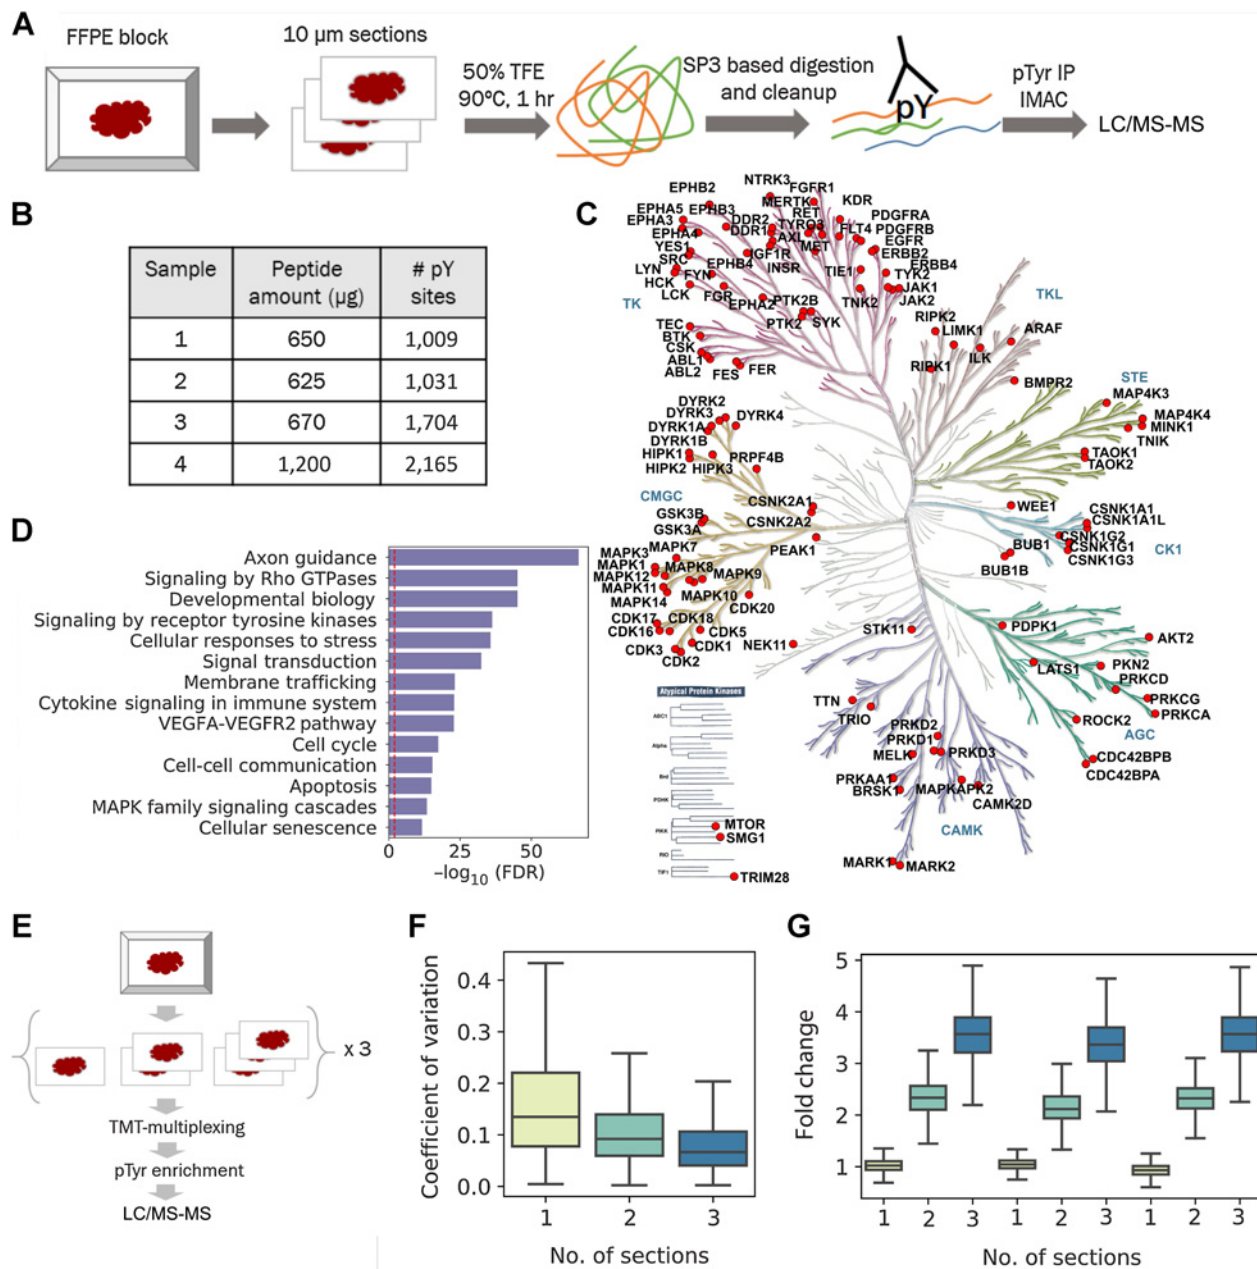 A
FFPE block
10 µm sections
50% TFE
90ºC, 1 hr
SP3 based digestion
and cleanup
pY
pTyr IP
IMAC
LC/MS-MS
B
Sample Peptide amount (µg) # pY sites
1 650 1,009
2 625 1,031
3 670 1,704
4 1,200 2,165
C
TK
EPHB2
EPHA5
EPHB3
EPHA3
EPHA4
YES1
SRC
LYN
FYN
HCK
LCK
FGR
EPHB4
EPHA2
DDR2
DDR1
NTRK3
FGFR1
MERTK
RET
TYRO3
AXL
MET
IGF1R
INSR
KDR
FLT4
PDGFRA
PDGFRB
EGFR
ERBB2
ERBB4
TIE1
TYK2
TNK2
JAK1
JAK2
PTK2B
PTK2
SYK
TEC
BTK
CSK
ABL1
ABL2
FES
FER
TKL
RIPK2
LIMK1
ARAF
ILK
RIPK1
BMPR2
STE
MAP4K3
MAP4K4
MINK1
TNIK
TAOK1
TAOK2
DYRK2
DYRK3
DYRK4
DYRK1A
DYRK1B
HIPK1
HIPK2
HIPK3
PRPF4B
CMGC
CSNK2A1
CSNK2A2
GSK3B
GSK3A
PEAK1
MAPK7
MAPK3
MAPK1
MAPK8
MAPK12
MAPK9
MAPK11
MAPK10
MAPK14
CDK20
CDK17
CDK18
CDK16
CDK5
CDK1
CDK3
CDK2
NEK11
WEE1
CSNK1A1
CSNK1A1L
CSNK1G2
BUB1
CSNK1G1
CK1
CSNK1G3
BUB1B
STK11
PDPK1
AKT2
LATS1
PKN2
PRKCD
PRKCG
PRKCA
ROCK2
AGC
CDC42BPB
CDC42BPA
TTN
TRIO
PRKD2
PRKD1
PRKD3
MELK
PRKAA1
BRSK1
MAPKAPK2
CAMK2D
CAMK
MARK1
MARK2
Atypical Protein Kinases
ABC1
Alpha
Brd
PDHK
PIKK
MTOR
SMG1
RIO
TIF1
TRIM28
D
Axon guidance
Signaling by Rho GTPases
Developmental biology
Signaling by receptor tyrosine kinases
Cellular responses to stress
Signal transduction
Membrane trafficking
Cytokine signaling in immune system
VEGFA-VEGFR2 pathway
Cell cycle
Cell-cell communication
Apoptosis
MAPK family signaling cascades
Cellular senescence
0 25 50
−log10 (FDR)
E
x 3
TMT-multiplexing
pTyr enrichment
LC/MS-MS
F
Coefficient of variation
0.4
0.3
0.2
0.1
0.0
1 2 3
No. of sections
G
Fold change
5
4
3
2
1
1 2 3 1 2 3 1 2 3
No. of sections